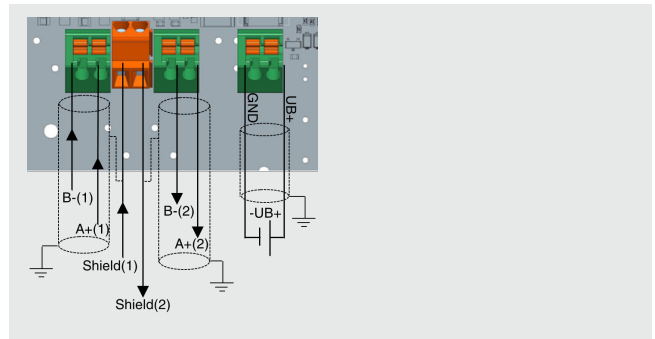 GND
UB+
B-(1)
A+(1)
Shield(1)
Shield(2)
B-(2)
A+(2)
-UB+